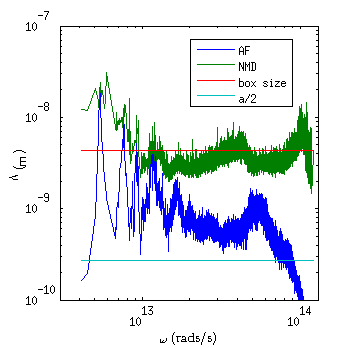 10^-7
10^-8
10^-9
10^-10
Λ (m)
AF
NMD
box size
a/2
10^13
10^14
ω (rads/s)